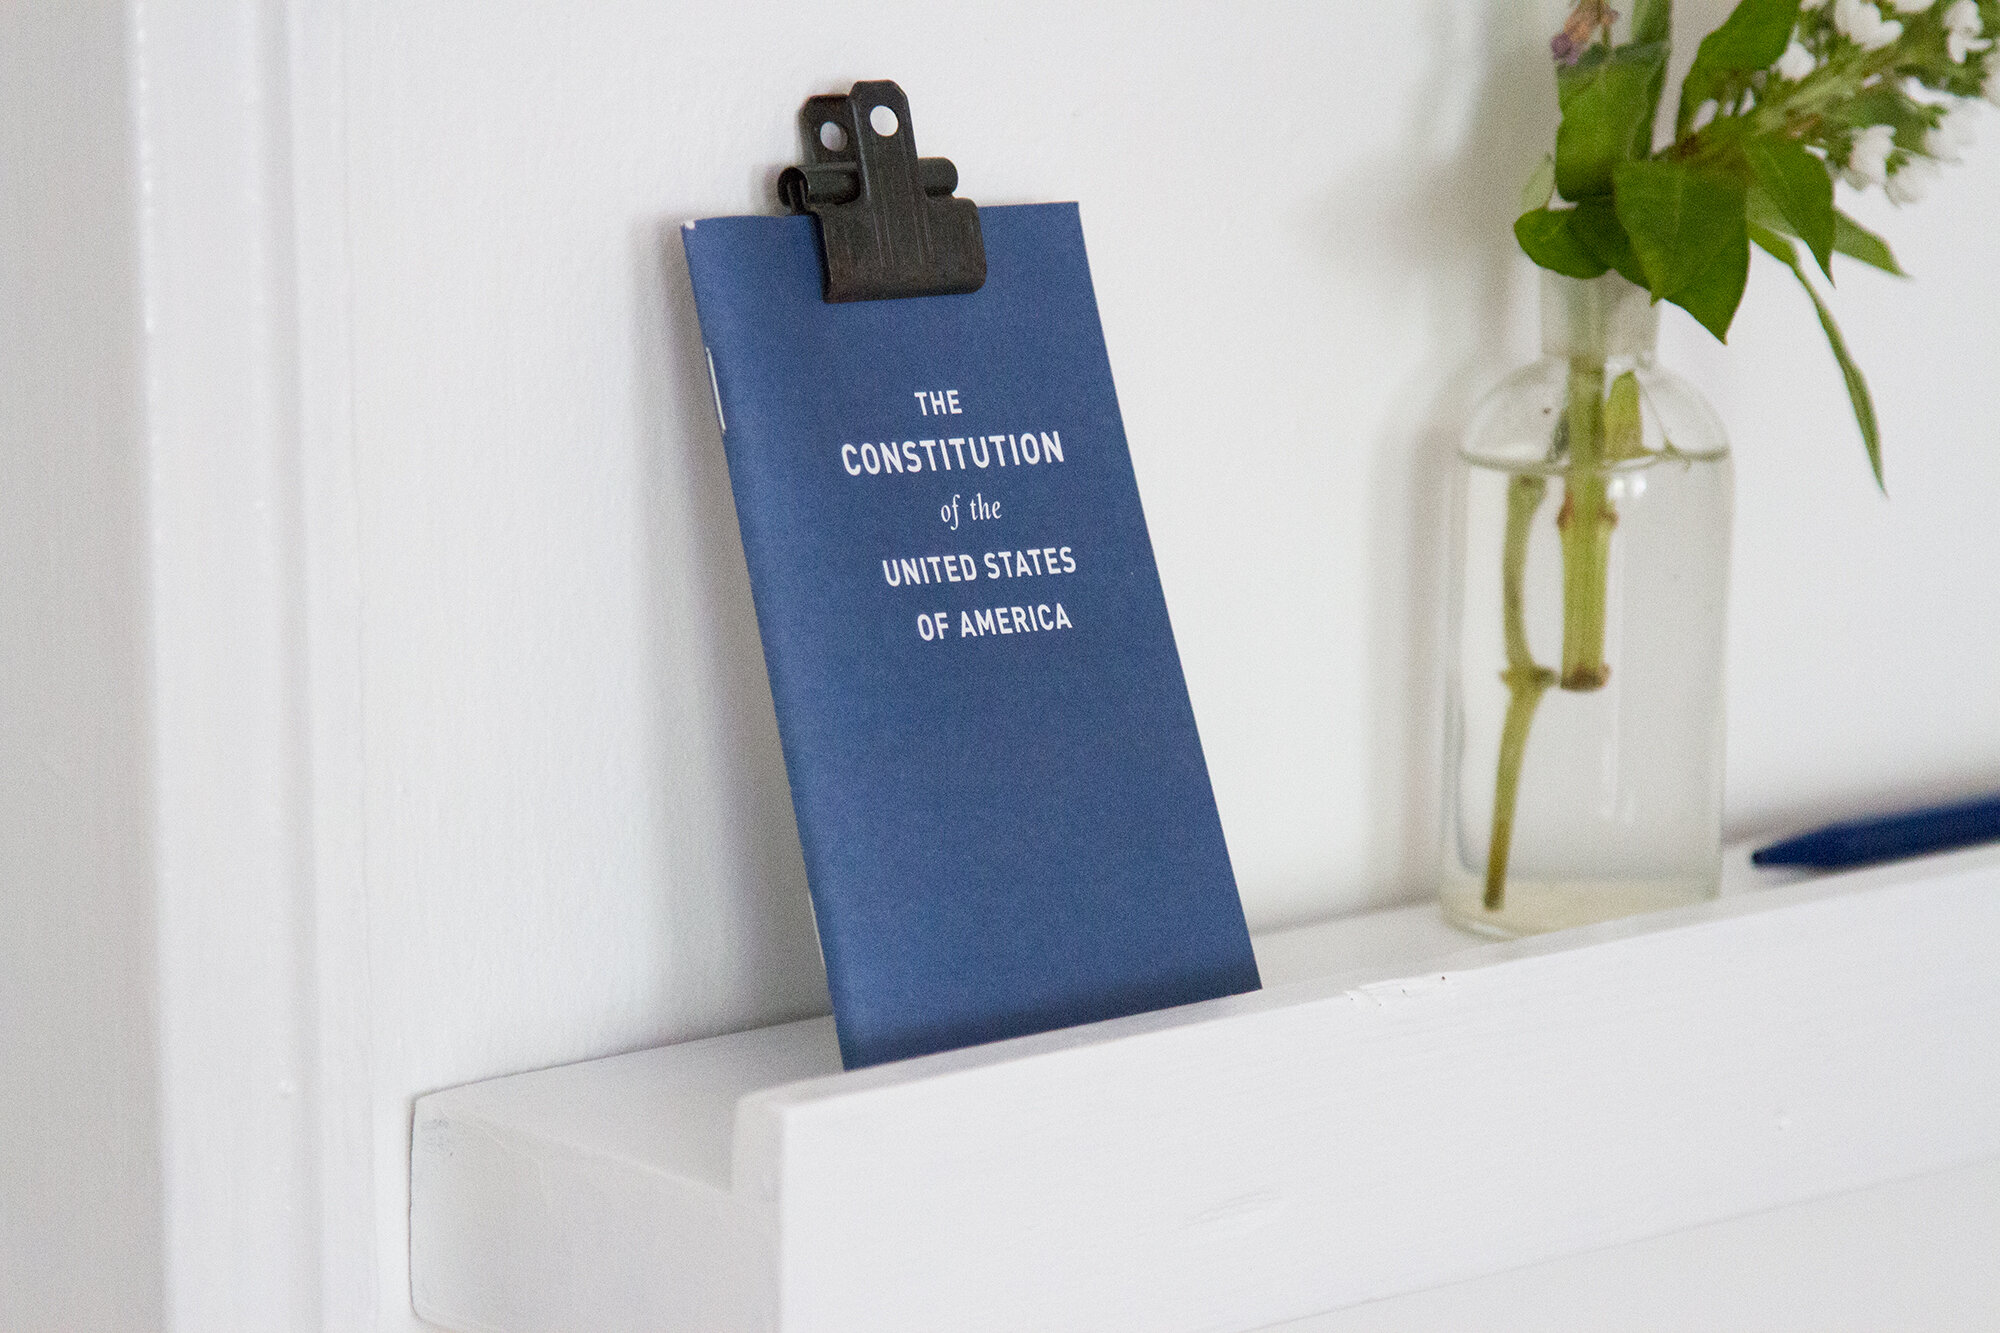 THE
CONSTITUTION
of the
UNITED STATES
OF AMERICA